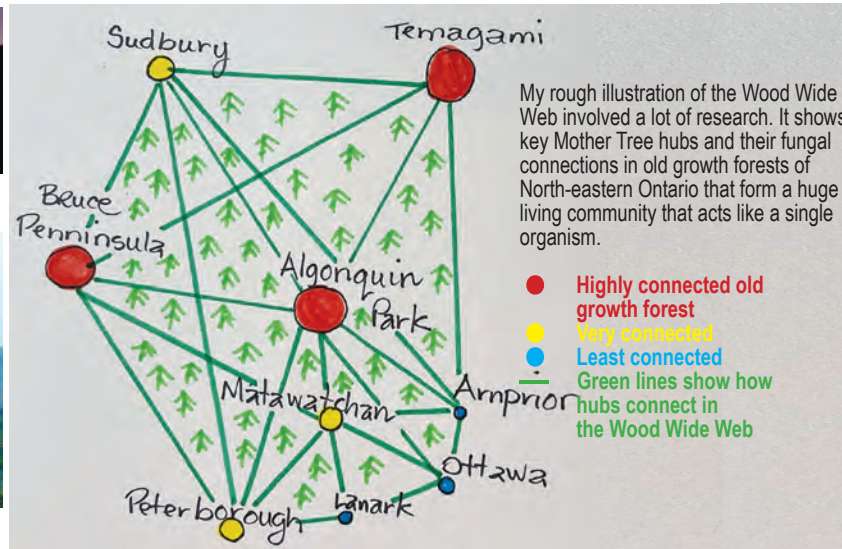 Sudbury
Temagami
My rough illustration of the Wood Wide
Web involved a lot of research. It shows
key Mother Tree hubs and their fungal
connections in old growth forests of
North-eastern Ontario that form a huge
living community that acts like a single
organism.
Bruce
Penninsula
Algonquin
Park
Highly connected old
growth forest
Very connected
Least connected
Green lines show how
hubs connect in
the Wood Wide Web
Matawatchan
Arnprior
Ottawa
Peterborough
Lanark